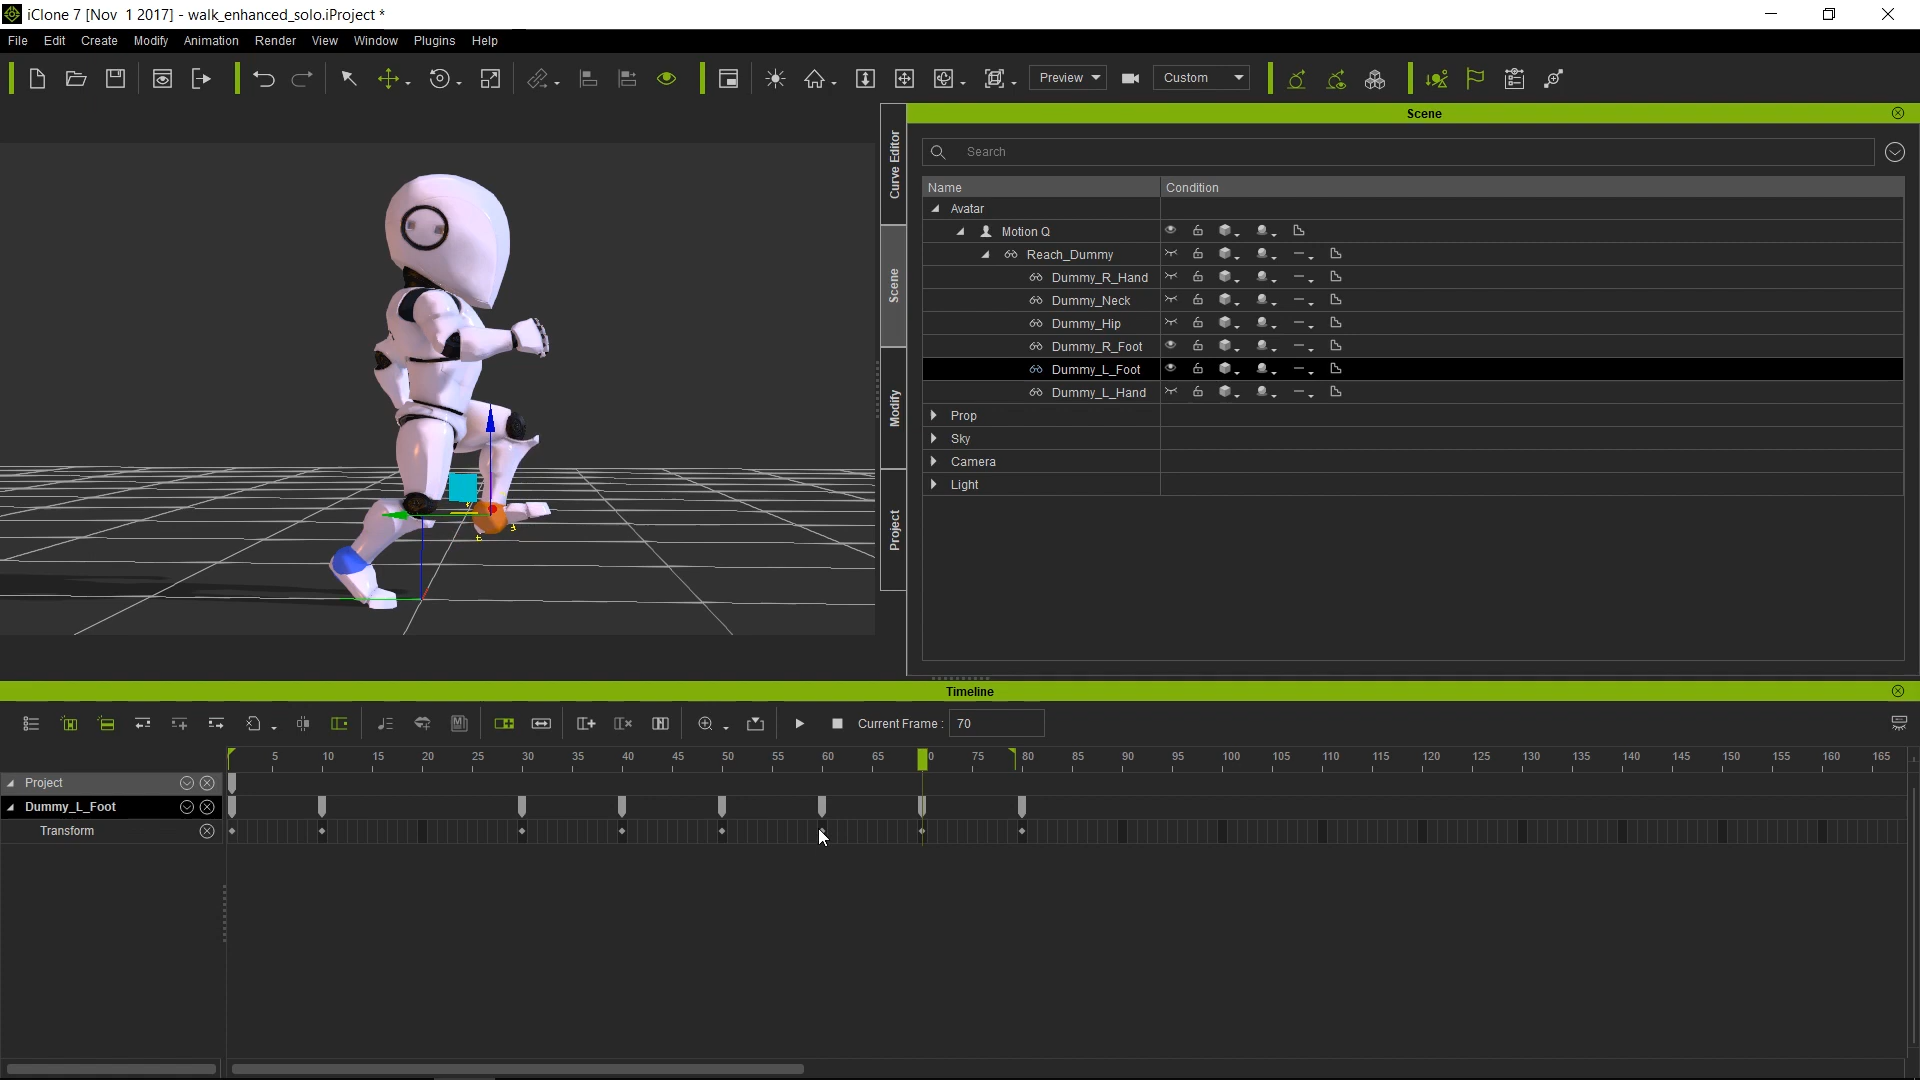 iClone 7 [Nov  1 2017] - walk_enhanced_solo.iProject *
File Edit Create Modify Animation Render View Window Plugins Help
Preview Custom
Scene
Search
Name Condition
Avatar
Motion Q
Reach_Dummy
Dummy_R_Hand
Dummy_Neck
Dummy_Hip
Dummy_R_Foot
Dummy_L_Foot
Dummy_L_Hand
Prop
Sky
Camera
Light
Curve Editor
Scene
Modify
Project
Timeline
Current Frame : 70
5 10 15 20 25 30 35 40 45 50 55 60 65 0 75 80 85 90 95 100 105 110 115 120 125 130 135 140 145 150 155 160 165
Project
Dummy_L_Foot
Transform